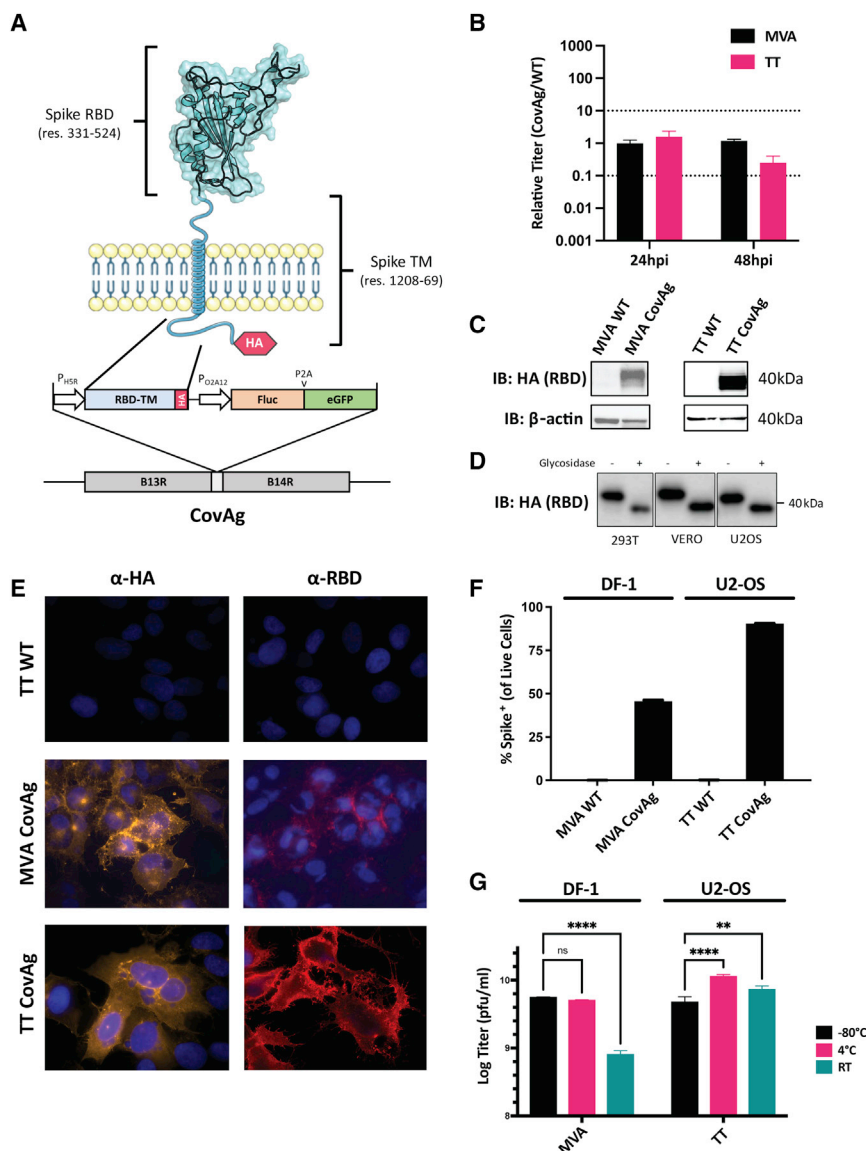 A
Spike RBD
(res. 331-524)
Spike TM
(res. 1208-69)
HA
P2A
PH5R
PO2A12
RBD-TM
HA
Fluc
eGFP
B13R
B14R
CovAg
B
MVA
TT
Relative Titer (CovAg/WT)
1000
100
10
1
0.1
0.01
0.001
24hpi
48hpi
C
MVA WT
MVA CovAg
TT WT
TT CovAg
IB: HA (RBD)
40kDa
IB: β-actin
40kDa
D
Glycosidase
- + - + - +
IB: HA (RBD)
40 kDa
293T
VERO
U2OS
E
α-HA
α-RBD
TT WT
MVA CovAg
TT CovAg
F
DF-1
U2-OS
% Spike+ (of Live Cells)
100
75
50
25
0
MVA WT
MVA CovAg
TT WT
TT CovAg
G
DF-1
U2-OS
****
ns
**
****
Log Titer (pfu/ml)
11
10
9
8
MVA
TT
-80°C
4°C
RT